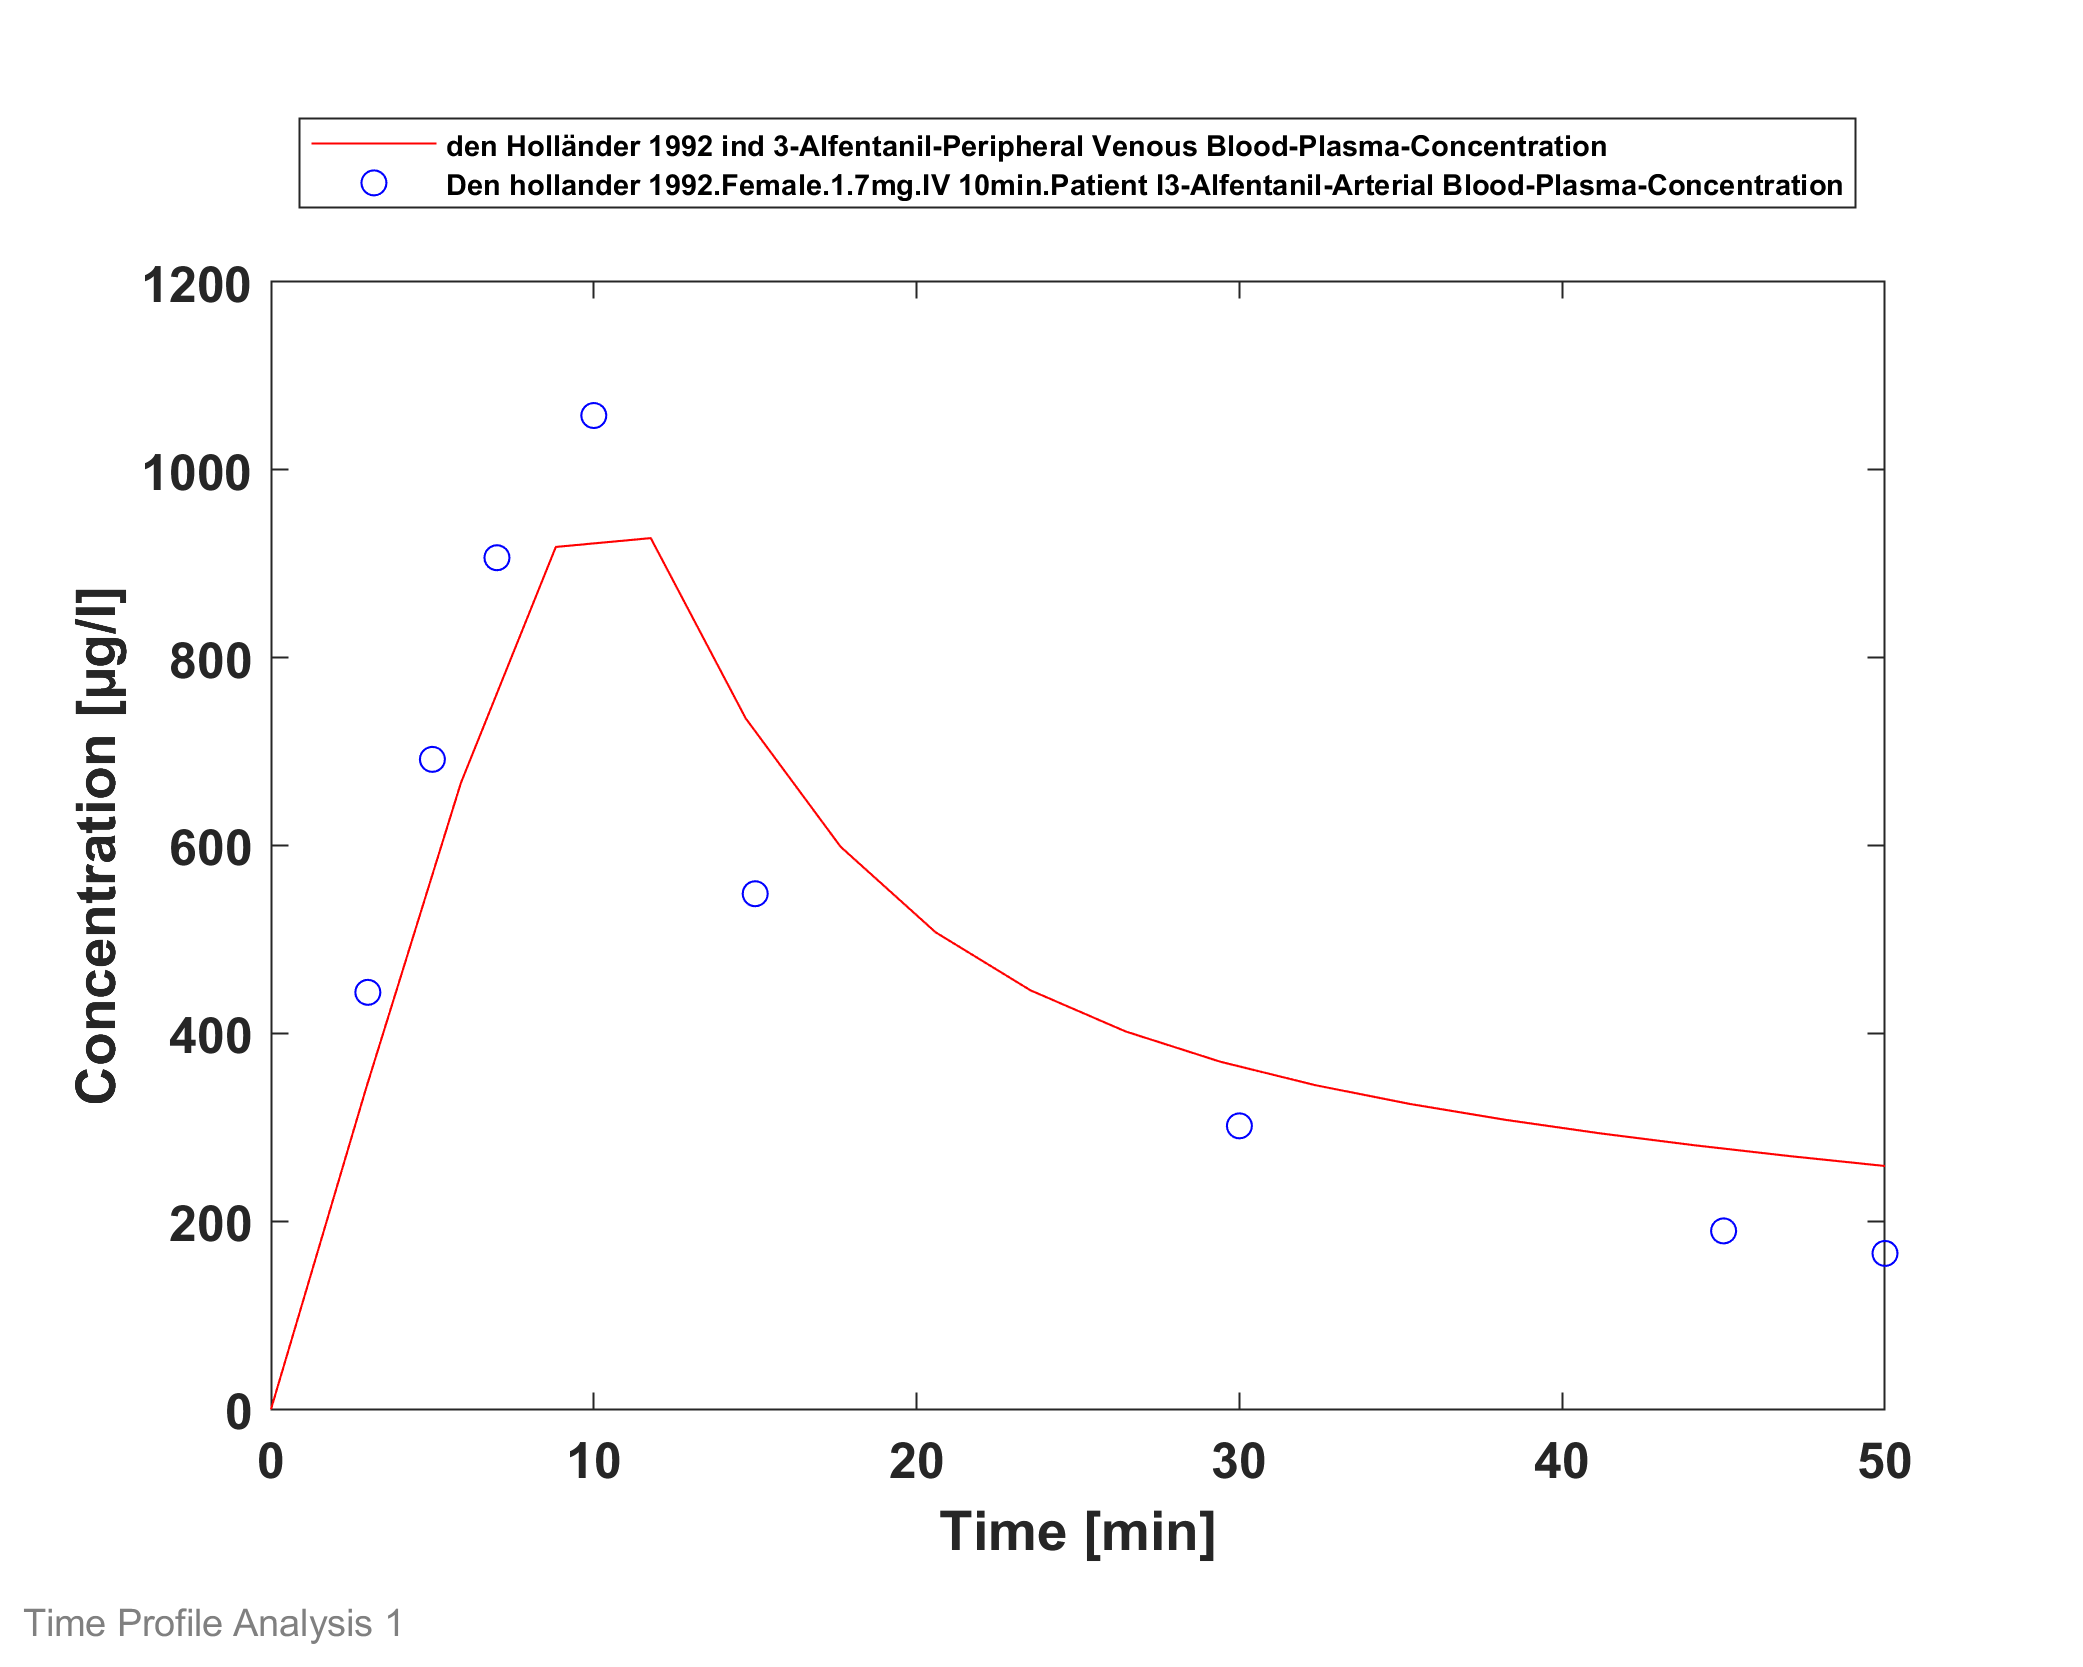 den Holländer 1992 ind 3-Alfentanil-Peripheral Venous Blood-Plasma-Concentration
Den hollander 1992.Female.1.7mg.IV 10min.Patient I3-Alfentanil-Arterial Blood-Plasma-Concentration
1200
1000
800
600
400
200
0
Concentration [µg/l]
0 10 20 30 40 50
Time [min]
Time Profile Analysis 1